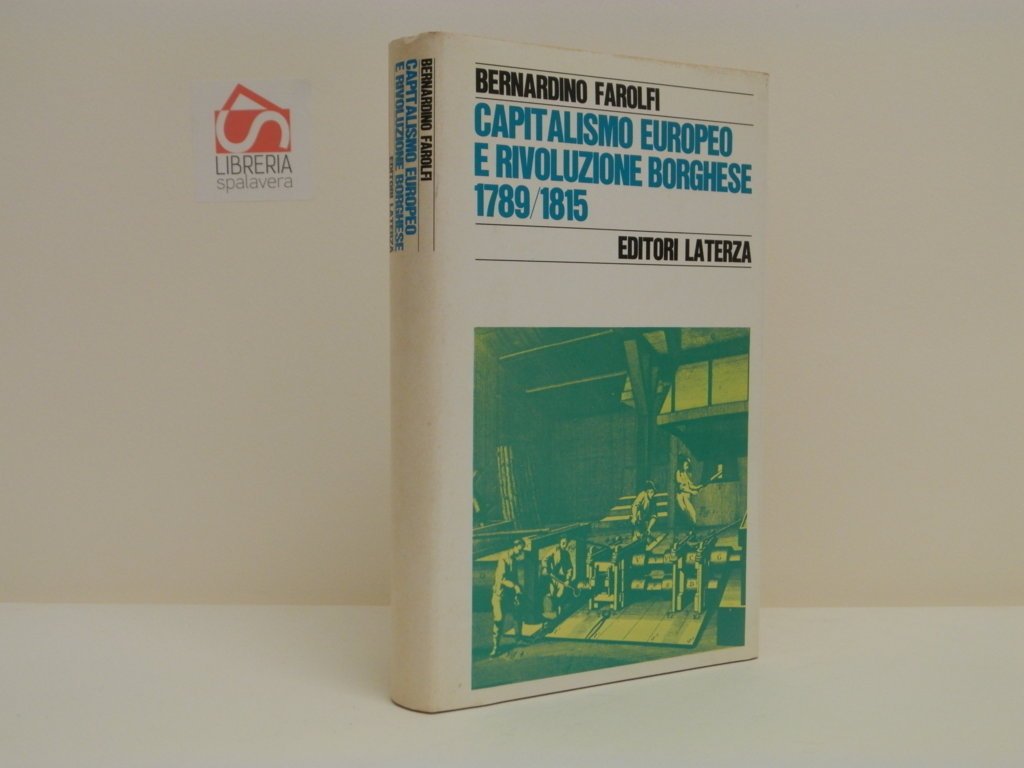 LIBRERIA
spalavera
BERNARDINO FAROLFI
CAPITALISMO EUROPEO
E RIVOLUZIONE BORGHESE
EDITORI LATERZA
BERNARDINO FAROLFI
CAPITALISMO EUROPEO
E RIVOLUZIONE BORGHESE
1789/1815
EDITORI LATERZA